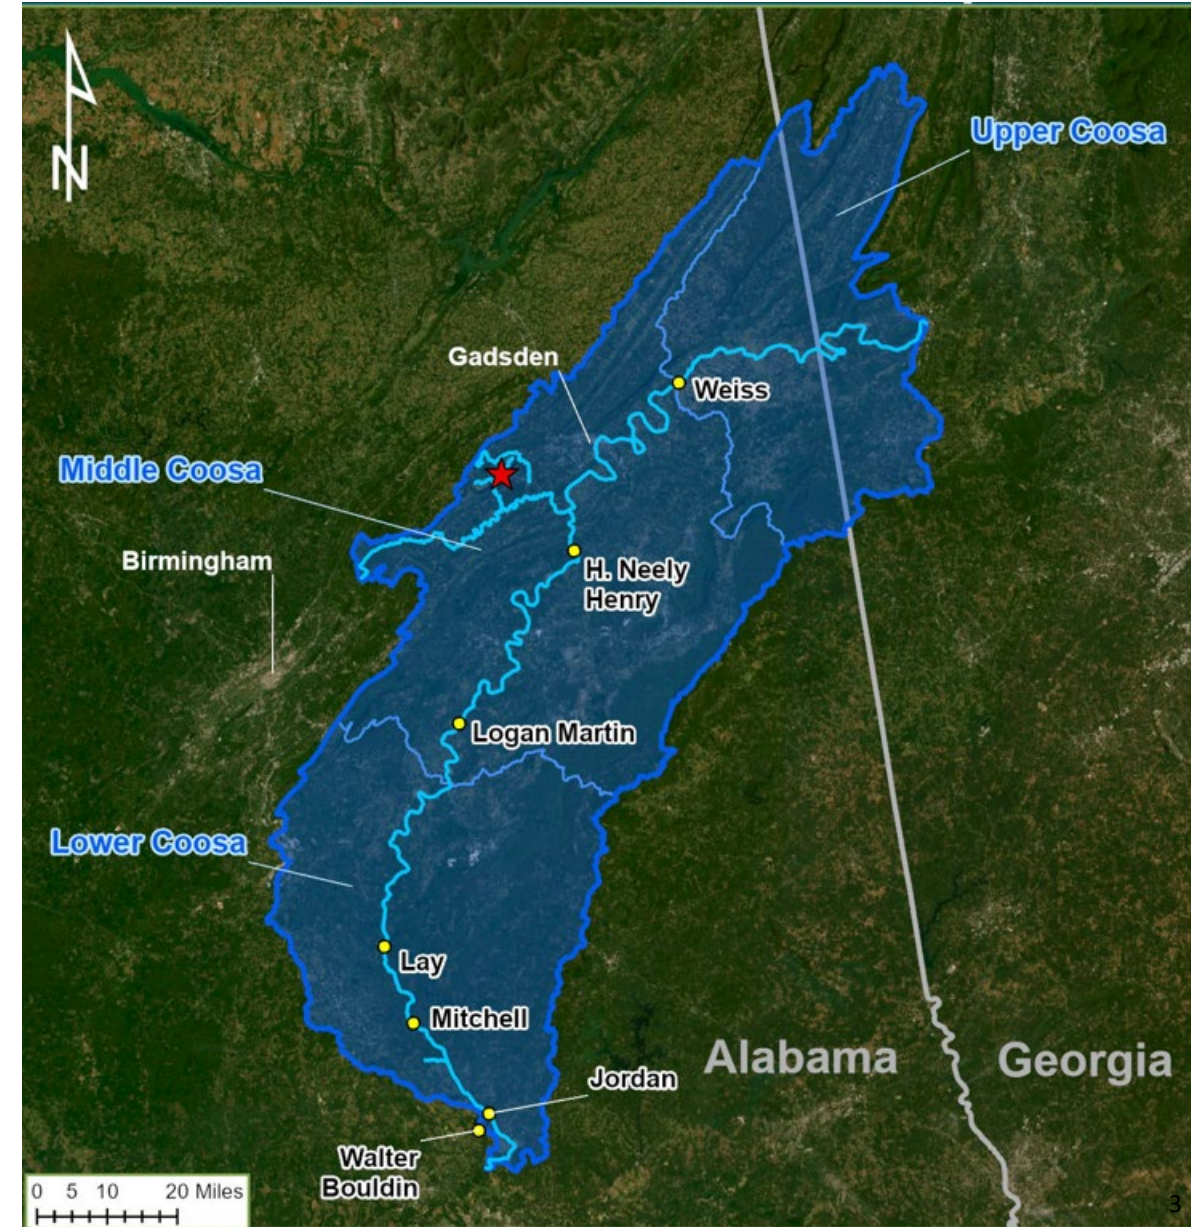 N
Upper Coosa
Gadsden
Weiss
Middle Coosa
Birmingham
H. Neely
Henry
Logan Martin
Lower Coosa
Lay
Mitchell
Alabama
Georgia
Jordan
Walter
Bouldin
0 5 10 20 Miles
3